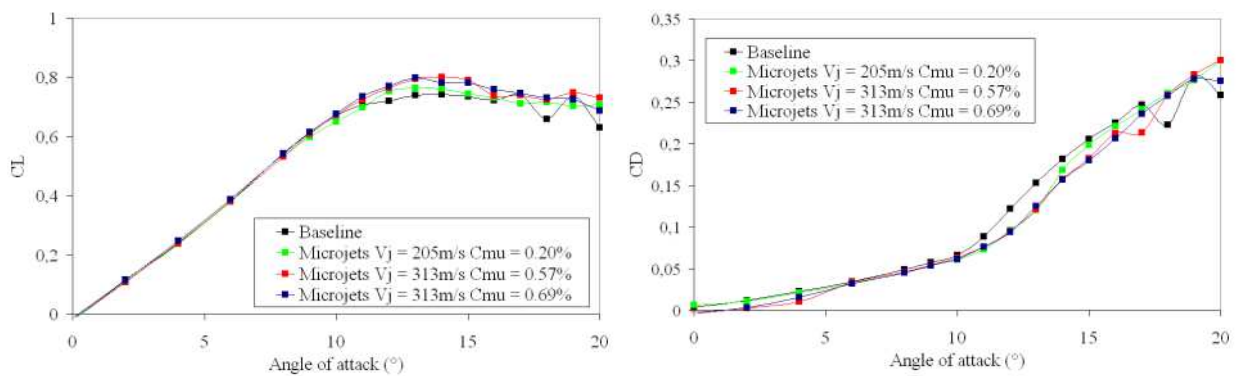 1
0,8
0,6
0,4
0,2
0
CL
Baseline
Microjets Vj = 205m/s Cmu = 0.20%
Microjets Vj = 313m/s Cmu = 0.57%
Microjets Vj = 313m/s Cmu = 0.69%
0 5 10 15 20
Angle of attack (°)
0,35
0,3
0,25
0,2
0,15
0,1
0,05
0
CD
Baseline
Microjets Vj = 205m/s Cmu = 0.20%
Microjets Vj = 313m/s Cmu = 0.57%
Microjets Vj = 313m/s Cmu = 0.69%
0 5 10 15 20
Angle of attack (°)